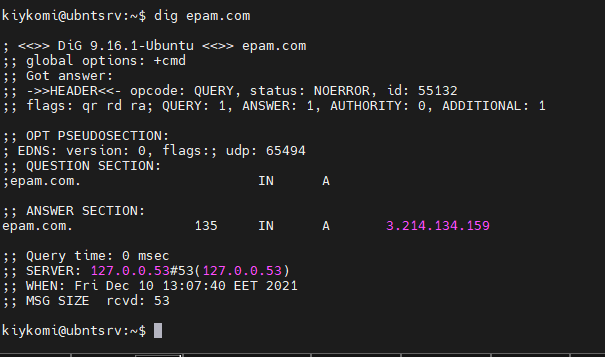 kiykomi@ubntsrv:~$ dig epam.com
; <<>> DiG 9.16.1-Ubuntu <<>> epam.com
;; global options: +cmd
;; Got answer:
;; ->>HEADER<<- opcode: QUERY, status: NOERROR, id: 55132
;; flags: qr rd ra; QUERY: 1, ANSWER: 1, AUTHORITY: 0, ADDITIONAL: 1
;; OPT PSEUDOSECTION:
; EDNS: version: 0, flags:; udp: 65494
;; QUESTION SECTION:
;epam.com. IN A
;; ANSWER SECTION:
epam.com. 135 IN A 3.214.134.159
;; Query time: 0 msec
;; SERVER: 127.0.0.53#53(127.0.0.53)
;; WHEN: Fri Dec 10 13:07:40 EET 2021
;; MSG SIZE rcvd: 53
kiykomi@ubntsrv:~$